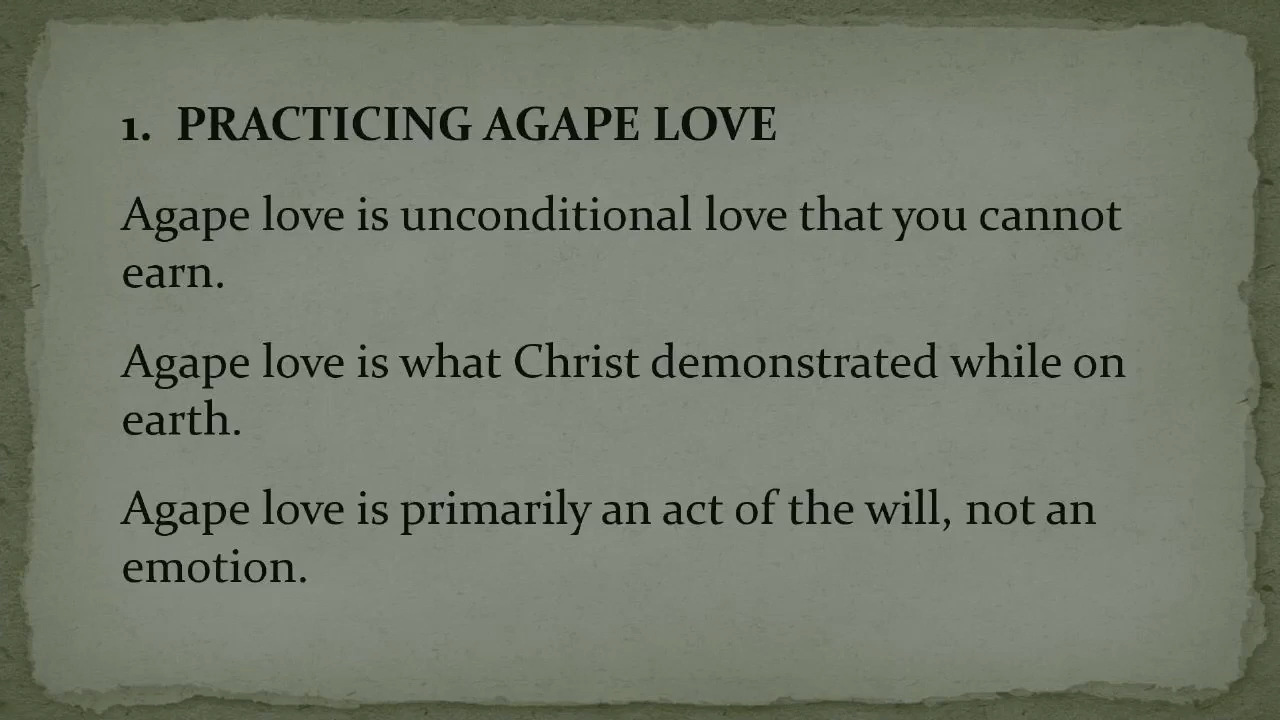 1. PRACTICING AGAPE LOVE
Agape love is unconditional love that you cannot
earn.
Agape love is what Christ demonstrated while on
earth.
Agape love is primarily an act of the will, not an
emotion.